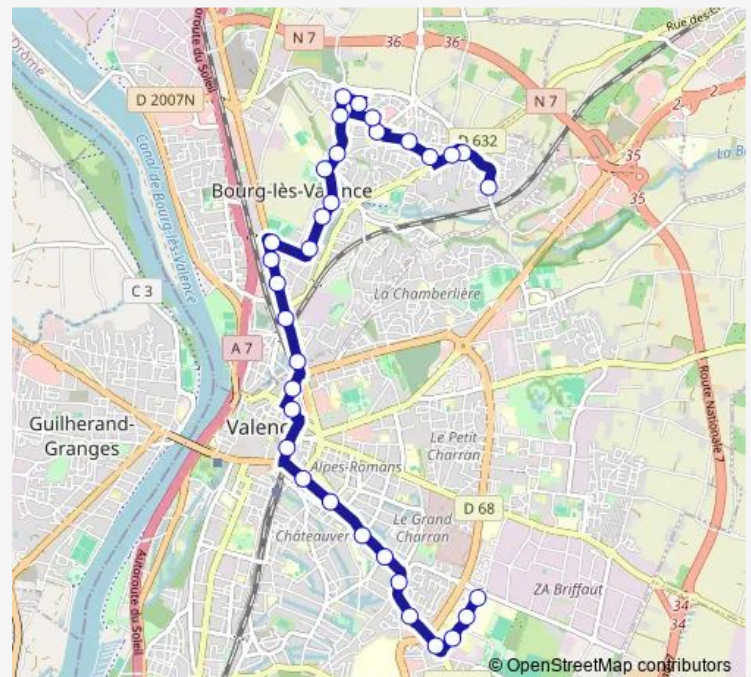 N 7
36
36
Rue des
Autoroute du Soleil
Drôme
D 2007N
N 7
2
2
D 632
35
35
La B
Canal de Bourg-lès-Valence
Bourg-lès-Valence
C 3
La Chamberlière
A 7
Route Nationale 7
Guilherand-
Granges
Valenc
Le Petit
Charran
Alpes-Romans
Le Grand
Charran
D 68
Châteauvert
ZA Briffaut
34
34
Autoroute du Soleil
© OpenStreetMap contributors